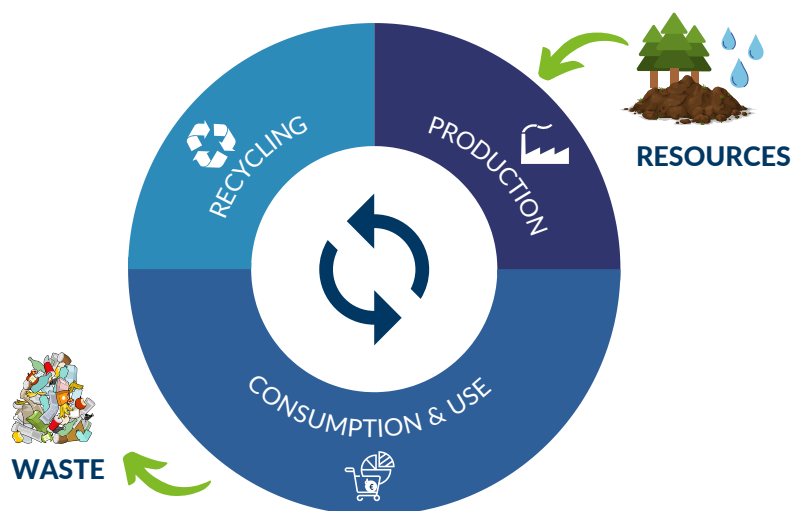 RECYCLING
PRODUCTION
RESOURCES
CONSUMPTION & USE
WASTE